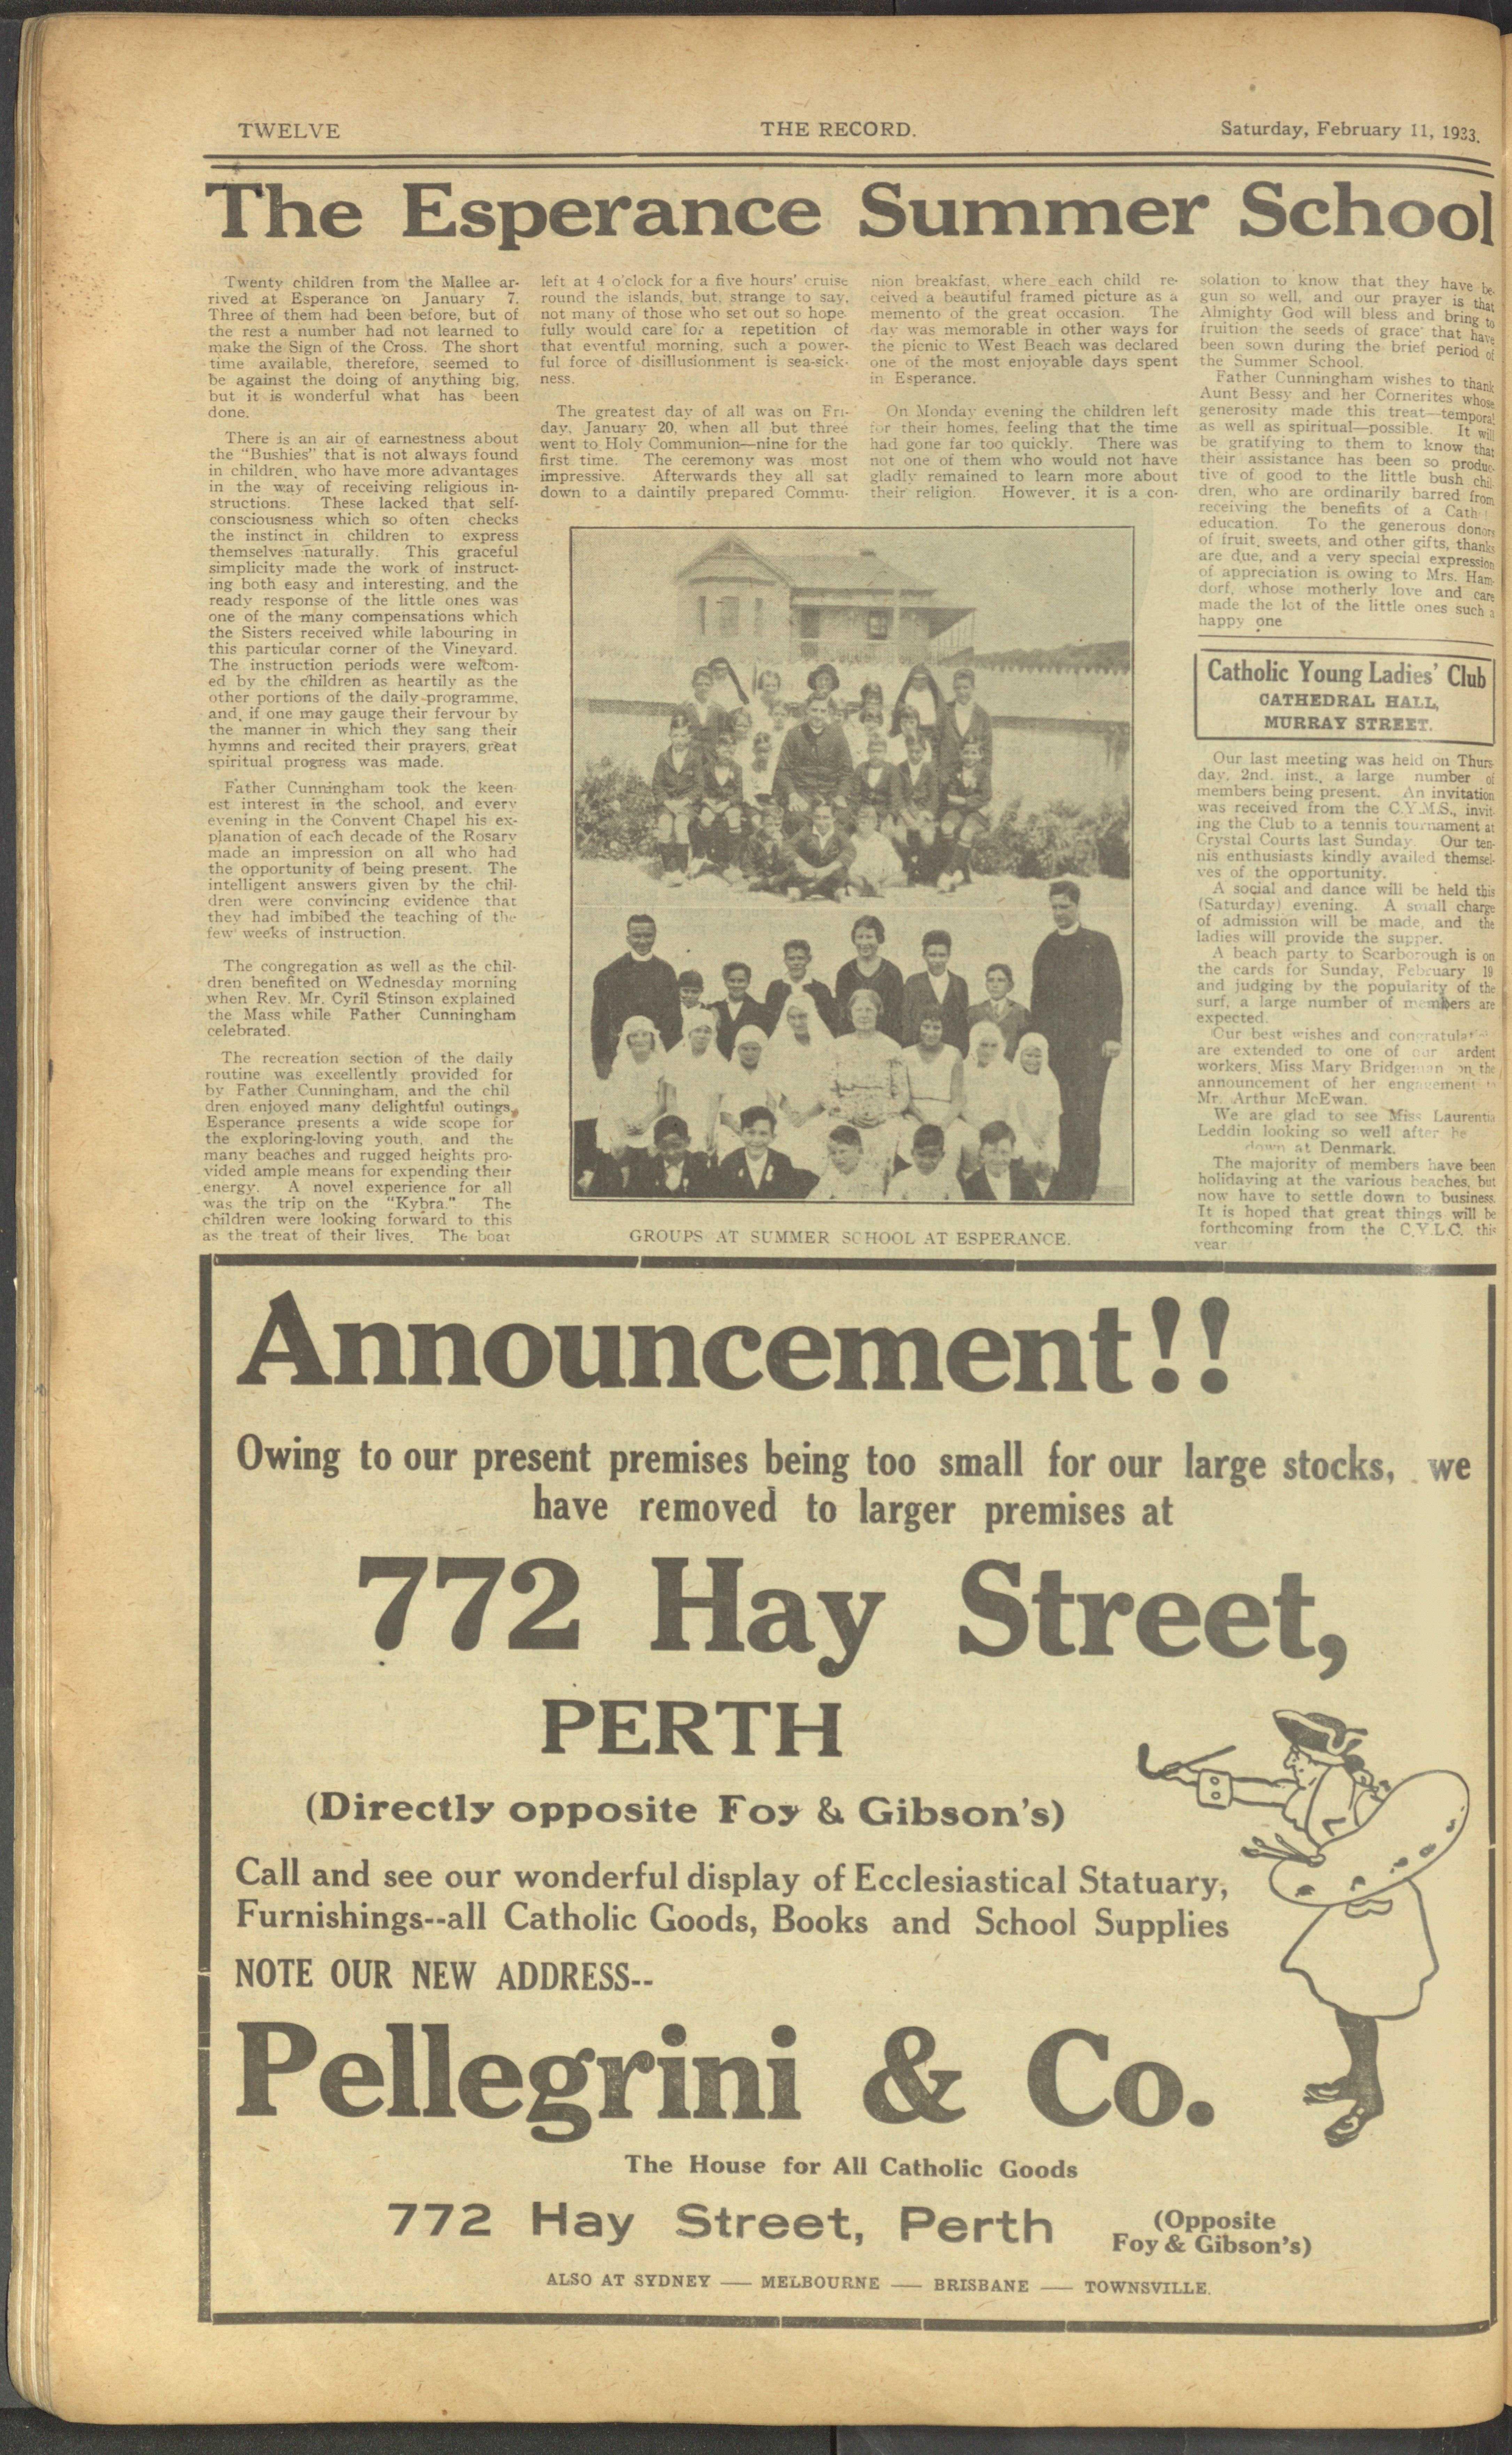 TWELVE
THE RECORD.
Saturday, February 11, 1933.
The Esperance Summer School
Twenty children from the Mallee ar-
rived at Esperance on January 7.
Three of them had been before, but of
the rest a number had not learned to
make the Sign of the Cross. The short
time available, therefore, seemed to
be against the doing of anything big,
but it is wonderful what has been
done.
There is an air of earnestness about
the "Bushies" that is not always found
in children, who have more advantages
in the way of receiving religious in-
structions. These lacked that self-
consciousness which so often checks
the instinct in children to express
themselves naturally. This graceful
simplicity made the work of instruct-
ing both easy and interesting, and the
ready response of the little ones was
one of the many compensations which
the Sisters received while labouring in
this particular corner of the Vineyard.
The instruction periods were welcom-
ed by the children as heartily as the
other portions of the daily programme,
and, if one may gauge their fervour by
the manner in which they sang their
hymns and recited their prayers, great
spiritual progress was made.
Father Cunningham took the keen-
est interest in the school, and every
evening in the Convent Chapel his ex-
planation of each decade of the Rosary
made an impression on all who had
the opportunity of being present. The
intelligent answers given by the chil-
dren were convincing evidence that
they had imbibed the teaching of the
few weeks of instruction.
The congregation as well as the chil-
dren benefited on Wednesday morning
when Rev. Mr. Cyril Stinson explained
the Mass while Father Cunningham
celebrated.
The recreation section of the daily
routine was excellently provided for
by Father Cunningham, and the chil
dren enjoyed many delightful outings.
Esperance presents a wide scope for
the exploring-loving youth, and the
many beaches and rugged heights pro-
vided ample means for expending their
energy. A novel experience for all
was the trip on the "Kybra." The
children were looking forward to this
as the treat of their lives. The boat
left at 4 o'clock for a five hours' cruise
round the islands, but, strange to say,
not many of those who set out so hope
fully would care for a repetition of
that eventful morning, such a power-
ful force of disillusionment is sea-sick-
ness.
The greatest day of all was on Fri-
day, January 20, when all but three
went to Holy Communion—nine for the
first time. The ceremony was most
impressive. Afterwards they all sat
down to a daintily prepared Commu-
nion breakfast, where each child re-
ceived a beautiful framed picture as a
memento of the great occasion. The
day was memorable in other ways for
the picnic to West Beach was declared
one of the most enjoyable days spent
in Esperance.
On Monday evening the children left
for their homes, feeling that the time
had gone far too quickly. There was
not one of them who would not have
gladly remained to learn more about
their religion. However, it is a con-
GROUPS AT SUMMER SCHOOL AT ESPERANCE.
solation to know that they have be-
gun so well, and our prayer is that
Almighty God will bless and bring to
fruition the seeds of grace that have
been sown during the brief period of
the Summer School.
Father Cunningham wishes to thank
Aunt Bessy and her Cornerites whose
generosity made this treat—temporal
as well as spiritual—possible. It will
be gratifying to them to know that
their assistance has been so produc-
tive of good to the little bush chil-
dren, who are ordinarily barred from
receiving the benefits of a
education. To the generous donors
of fruit, sweets, and other gifts, thanks
are due, and a very special expression
of appreciation is owing to Mrs. Ham-
dorf, whose motherly love and care
made the lot of the little ones such a
happy one
Catholic Young Ladies' Club
CATHEDRAL HALL,
MURRAY STREET.
Our last meeting was held on Thurs-
day, 2nd. inst., a large number of
members being present. An invitation
was received from the C.Y.M.S., invit-
ing the Club to a tennis tournament at
Crystal Courts last Sunday. Our ten-
nis enthusiasts kindly availed themsel-
ves of the opportunity.
A social and dance will be held this
(Saturday) evening. A small charge
of admission will be made, and the
ladies will provide the supper.
A beach party to Scarborough is on
the cards for Sunday, February 19
and judging by the popularity of the
surf, a large number of members are
expected.
Our best wishes and
are extended to one of our ardent
workers, Miss Mary Bridgeman on the
announcement of her engagement to
Mr. Arthur McEwan.
We are glad to see Miss Laurentia
Leddin looking so well after
down at Denmark.
The majority of members have been
holidaying at the various beaches, but
now have to settle down to business.
It is hoped that great things will be
forthcoming from the C.Y.L.C. this
year
Announcement!!
Owing to our present premises being too small for our large stocks, we
have removed to larger premises at
772 Hay Street,
PERTH
(Directly opposite Foy & Gibson's)
Call and see our wonderful display of Ecclesiastical Statuary,
Furnishings--all Catholic Goods, Books and School Supplies
NOTE OUR NEW ADDRESS--
Pellegrini & Co.
The House for All Catholic Goods
772 Hay Street, Perth
(Opposite
Foy & Gibson's)
ALSO AT SYDNEY — MELBOURNE — BRISBANE — TOWNSVILLE.